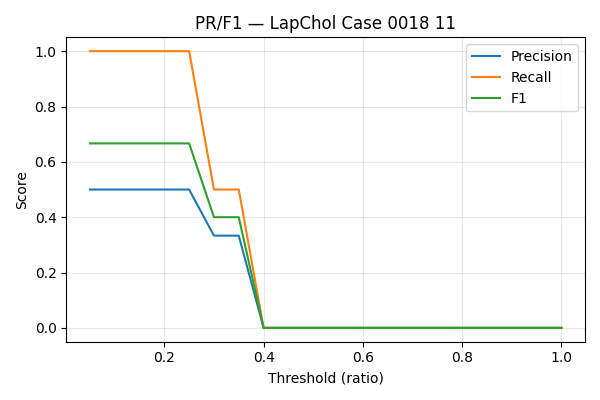 PR/F1 — LapChol Case 0018 11
Precision
Recall
F1
1.0
0.8
0.6
0.4
0.2
0.0
Score
0.2 0.4 0.6 0.8 1.0
Threshold (ratio)